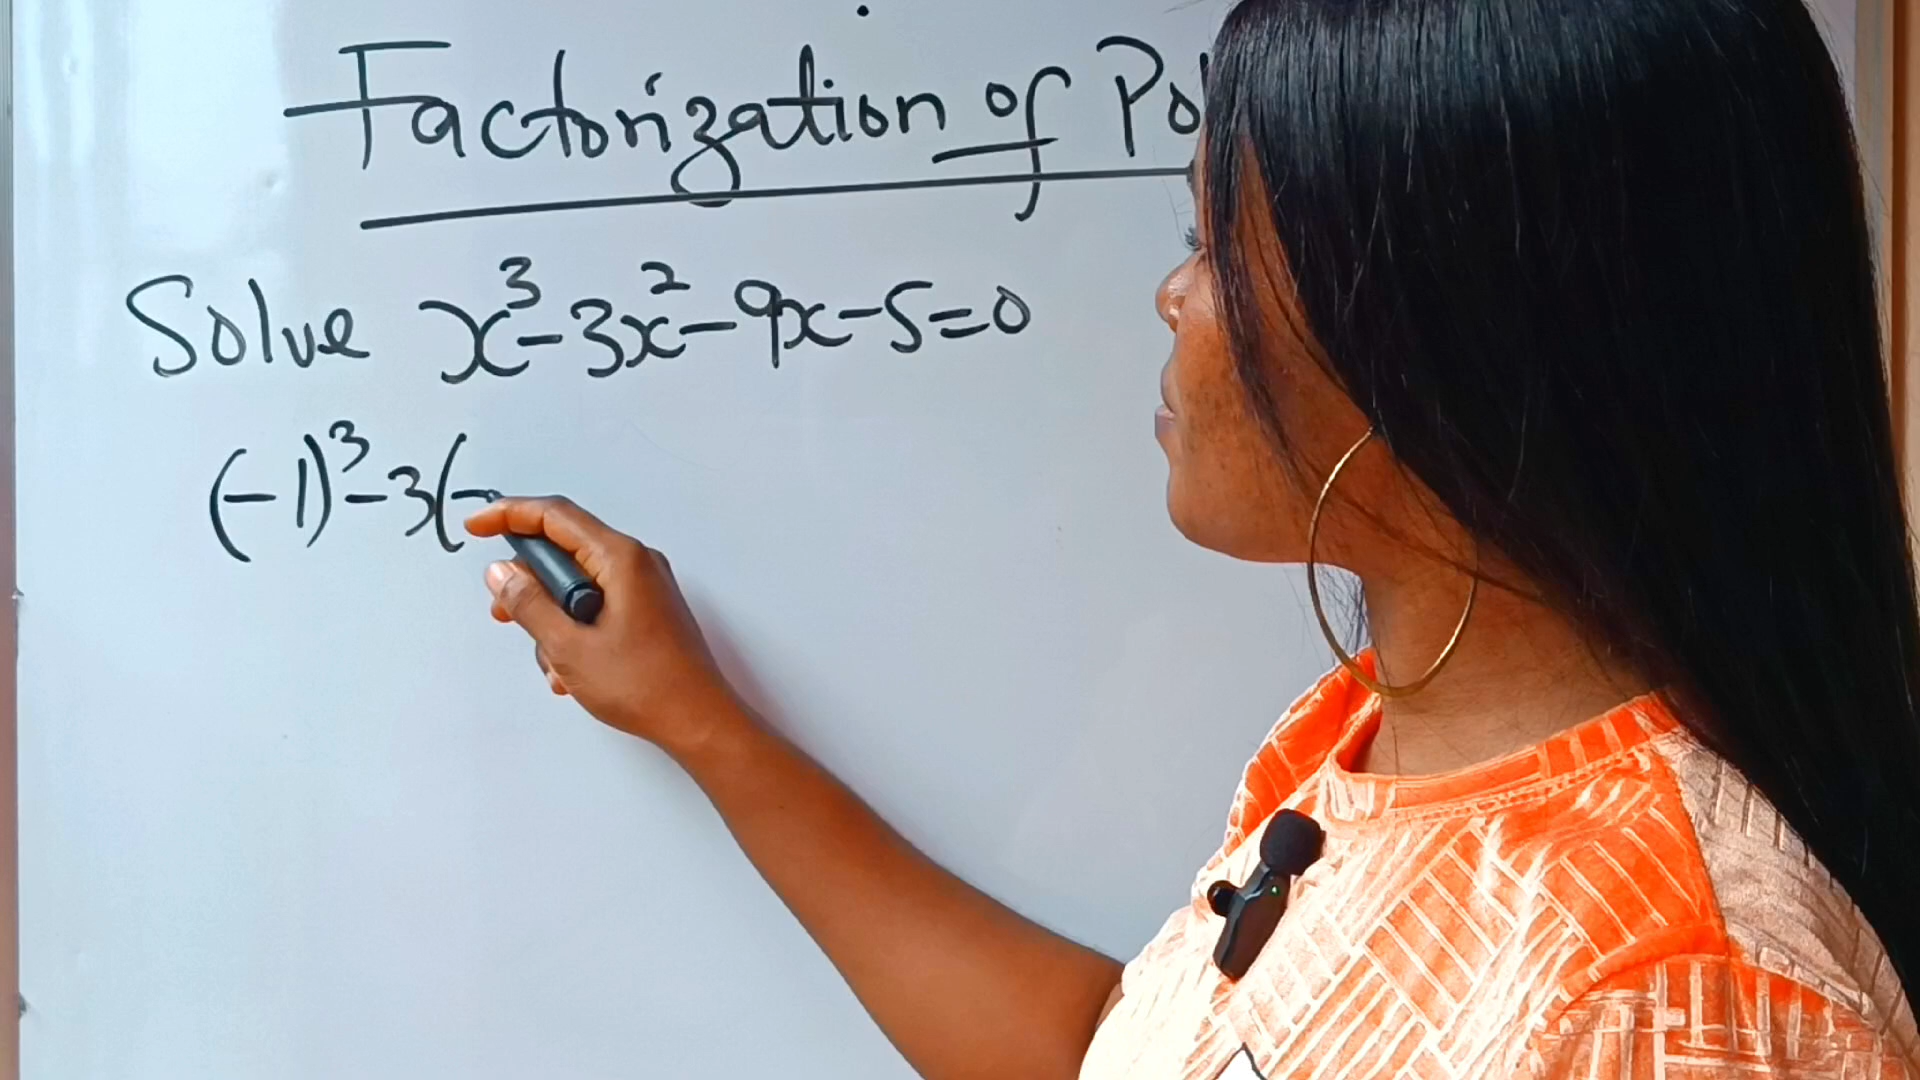 Factorization of Po
Solve x³-3x²-9x-5=0
(-1)³-3(-